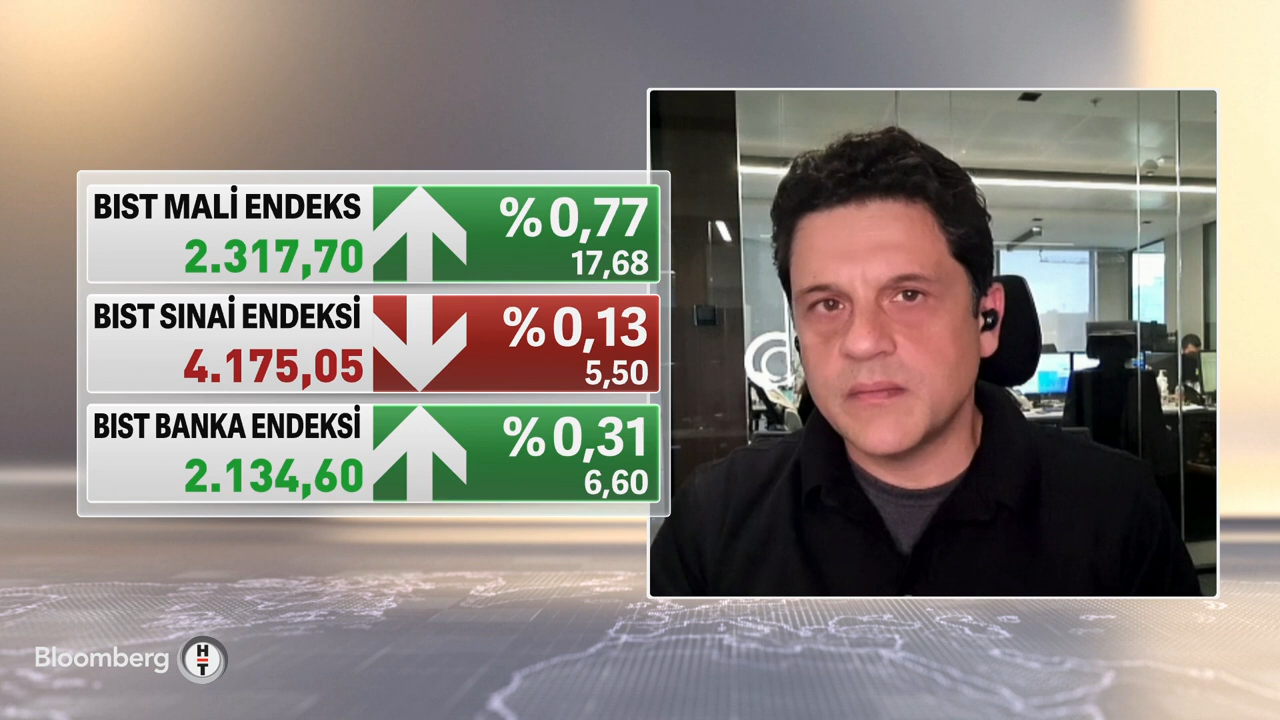 BIST MALİ ENDEKS
2.317,70
%0,77
17,68
BIST SINAİ ENDEKSİ
4.175,05
%0,13
5,50
BIST BANKA ENDEKSİ
2.134,60
%0,31
6,60
Bloomberg HT